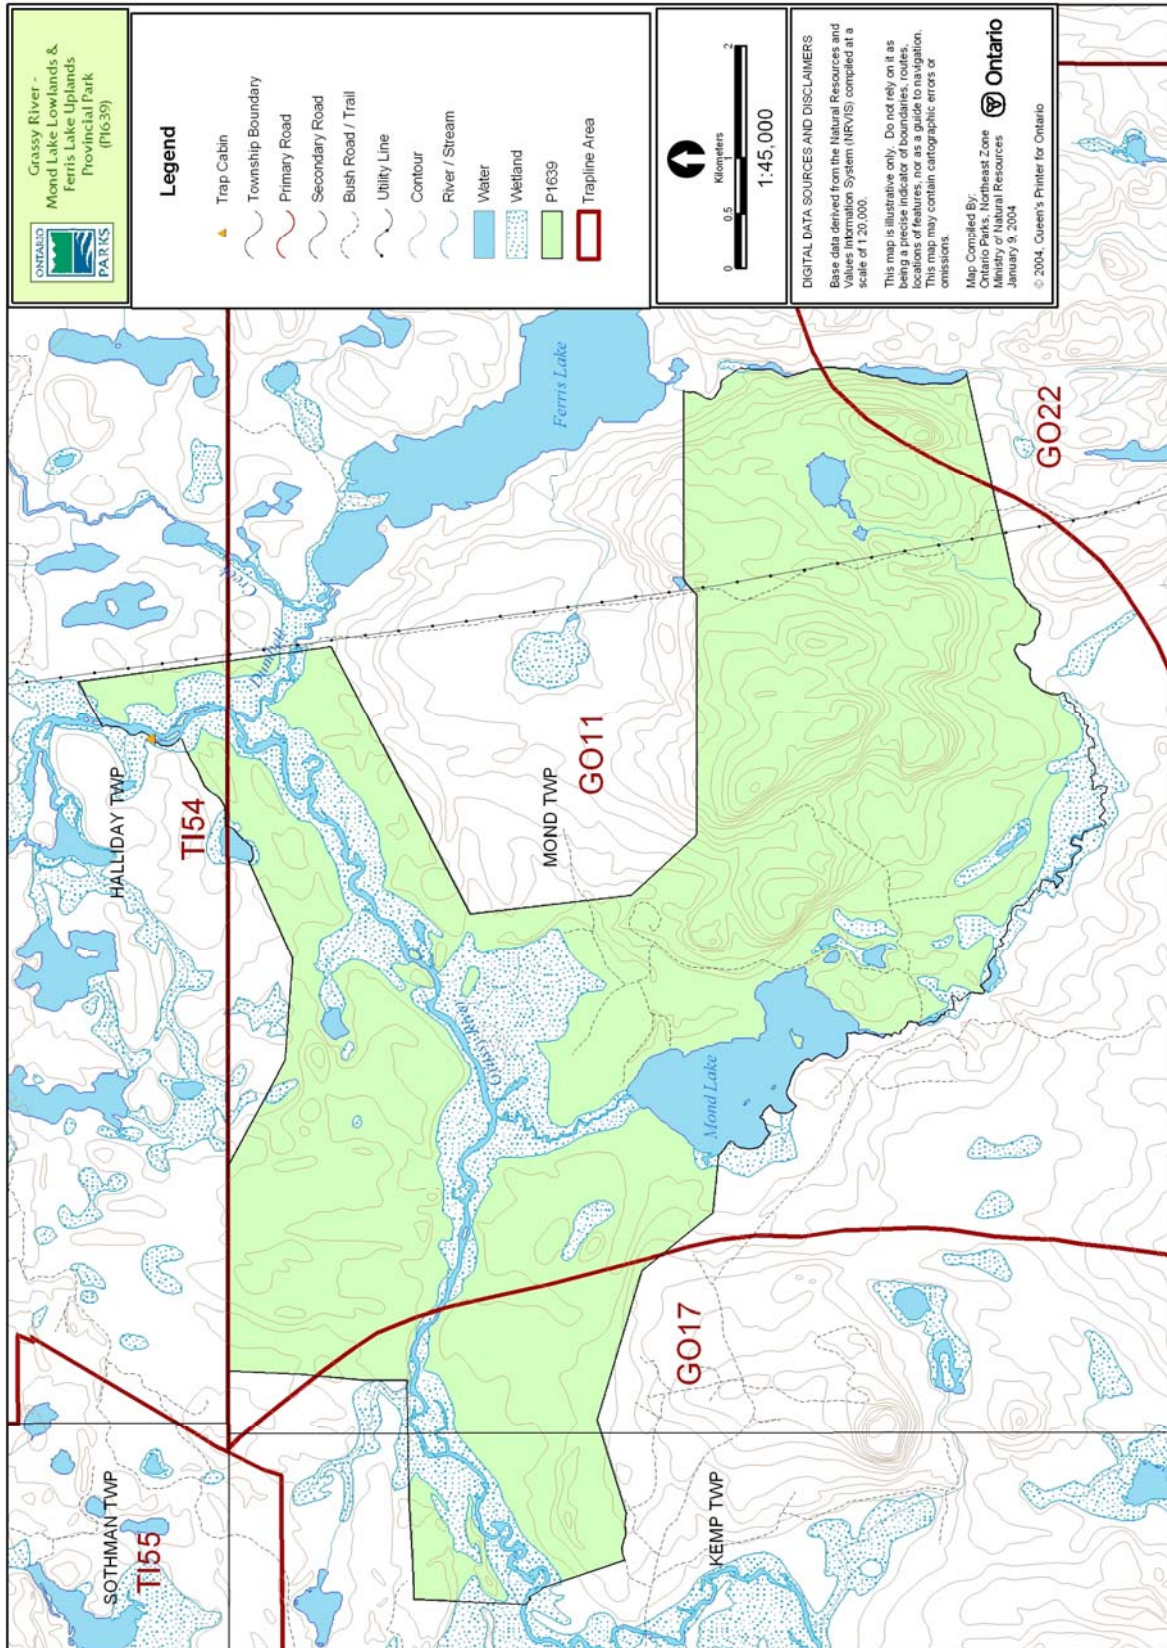 ONTARIO
PARKS
Grassy River -
Mond Lake Lowlands &
Ferris Lake Uplands
Provincial Park
(P1639)
Legend
Trap Cabin
Township Boundary
Primary Road
Secondary Road
Bush Road / Trail
Utility Line
Contour
River / Stream
Water
Wetland
P1639
Trapline Area
Kilometers
0 0.5 1 2
1:45,000
DIGITAL DATA SOURCES AND DISCLAIMERS
Base data derived from the Natural Resources and
Values Information System (NRVIS) compiled at a
scale of 1:20,000.
This map is illustrative only. Do not rely on it as
being a precise indicator of boundaries, routes,
locations of features, nor as a guide to navigation.
This map may contain cartographic errors or
omissions.
Map Compiled By:
Ontario Parks, Northeast Zone
Ministry of Natural Resources
January 9, 2004
Ontario
© 2004, Queen's Printer for Ontario
SOTHMAN TWP
TI55
HALLIDAY TWP
TI54
Creek
Ferris Lake
Grassy River
MOND TWP
GO11
Mond Lake
GO17
KEMP TWP
GO22